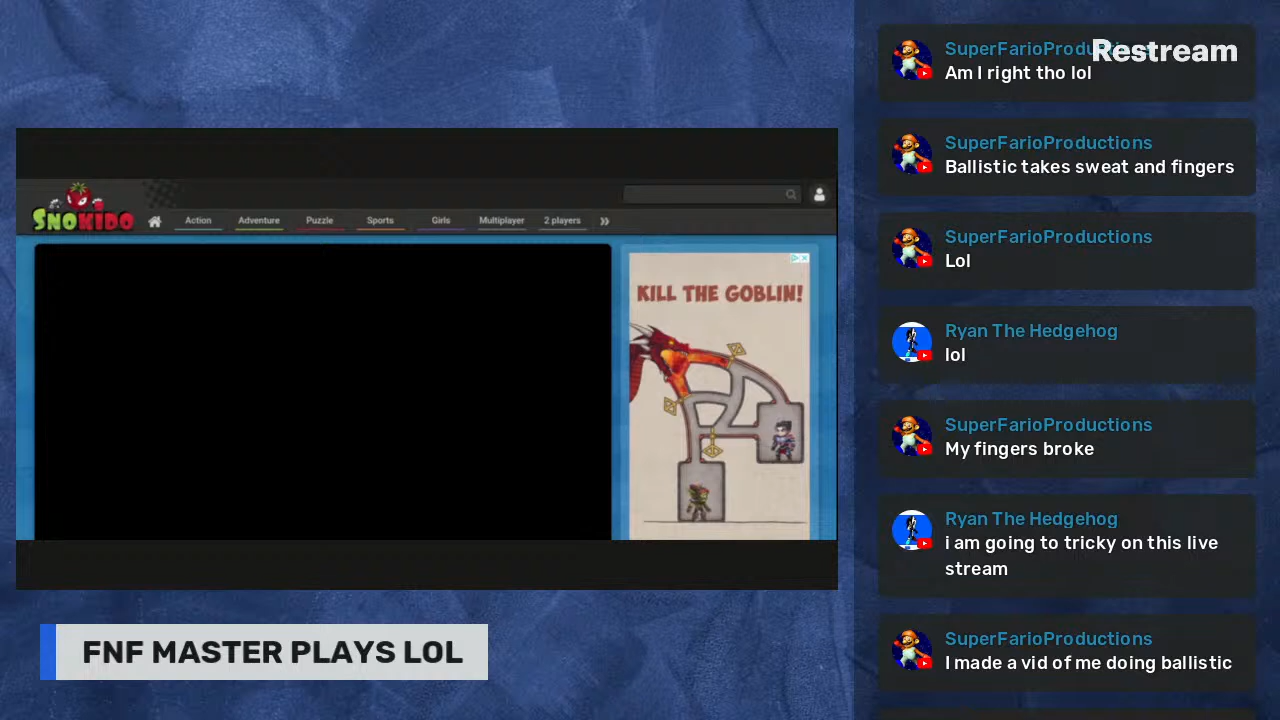 SuperFarioProductions
Restream
Am I right tho lol
SuperFarioProductions
Ballistic takes sweat and fingers
SuperFarioProductions
Lol
Ryan The Hedgehog
lol
SuperFarioProductions
My fingers broke
Ryan The Hedgehog
i am going to tricky on this live
stream
SuperFarioProductions
I made a vid of me doing ballistic
SNOKIDO
Action Adventure Puzzle Sports Girls Multiplayer 2 players »
KILL THE GOBLIN!
FNF MASTER PLAYS LOL